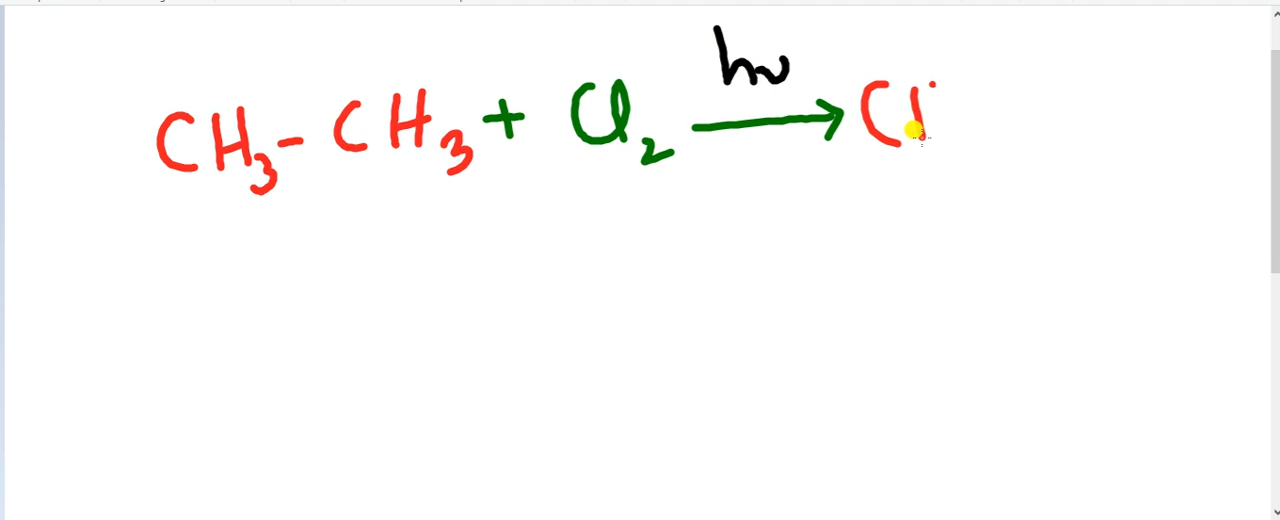 CH₃-CH₃ + Cl₂ hν → Cl